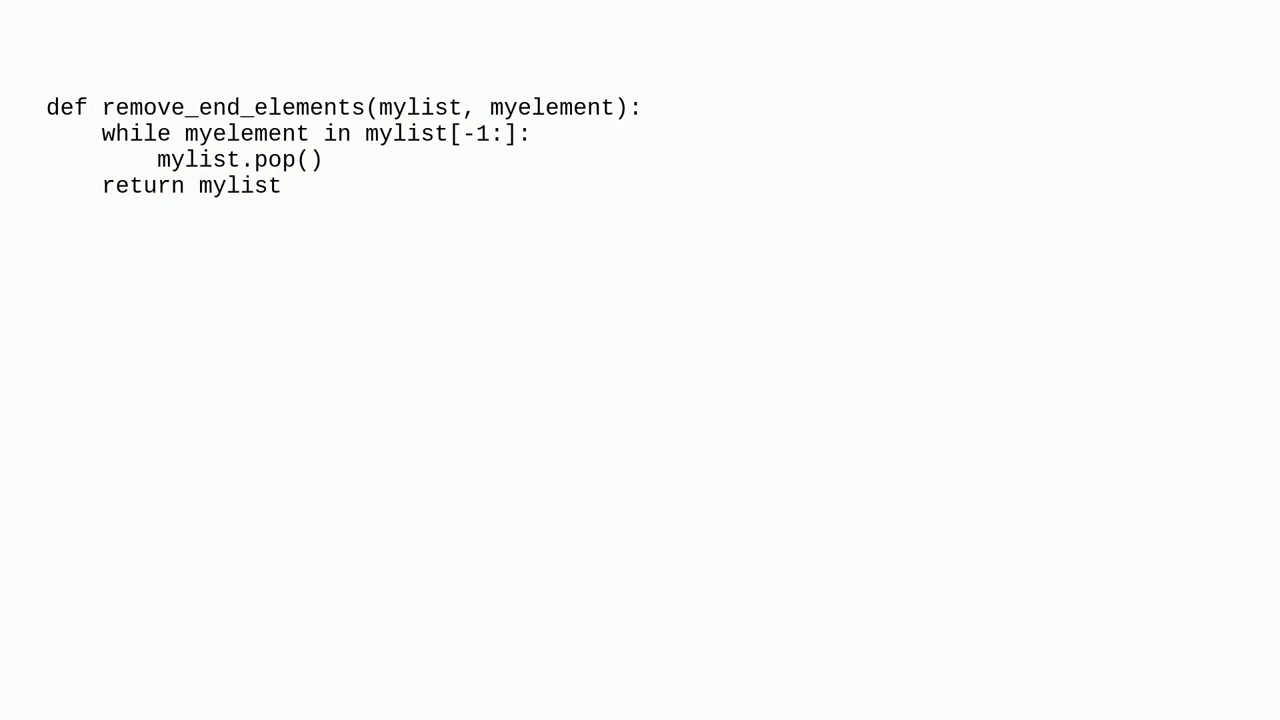 def remove_end_elements(mylist, myelement):
    while myelement in mylist[-1:]:
        mylist.pop()
    return mylist